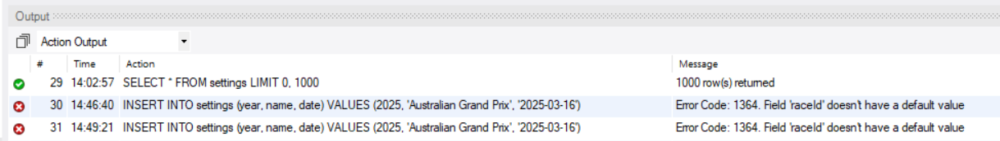 Output
Action Output
# Time Action Message
29 14:02:57 SELECT * FROM settings LIMIT 0, 1000 1000 row(s) returned
30 14:46:40 INSERT INTO settings (year, name, date) VALUES (2025, 'Australian Grand Prix', '2025-03-16') Error Code: 1364. Field 'raceId' doesn't have a default value
31 14:49:21 INSERT INTO settings (year, name, date) VALUES (2025, 'Australian Grand Prix', '2025-03-16') Error Code: 1364. Field 'raceId' doesn't have a default value